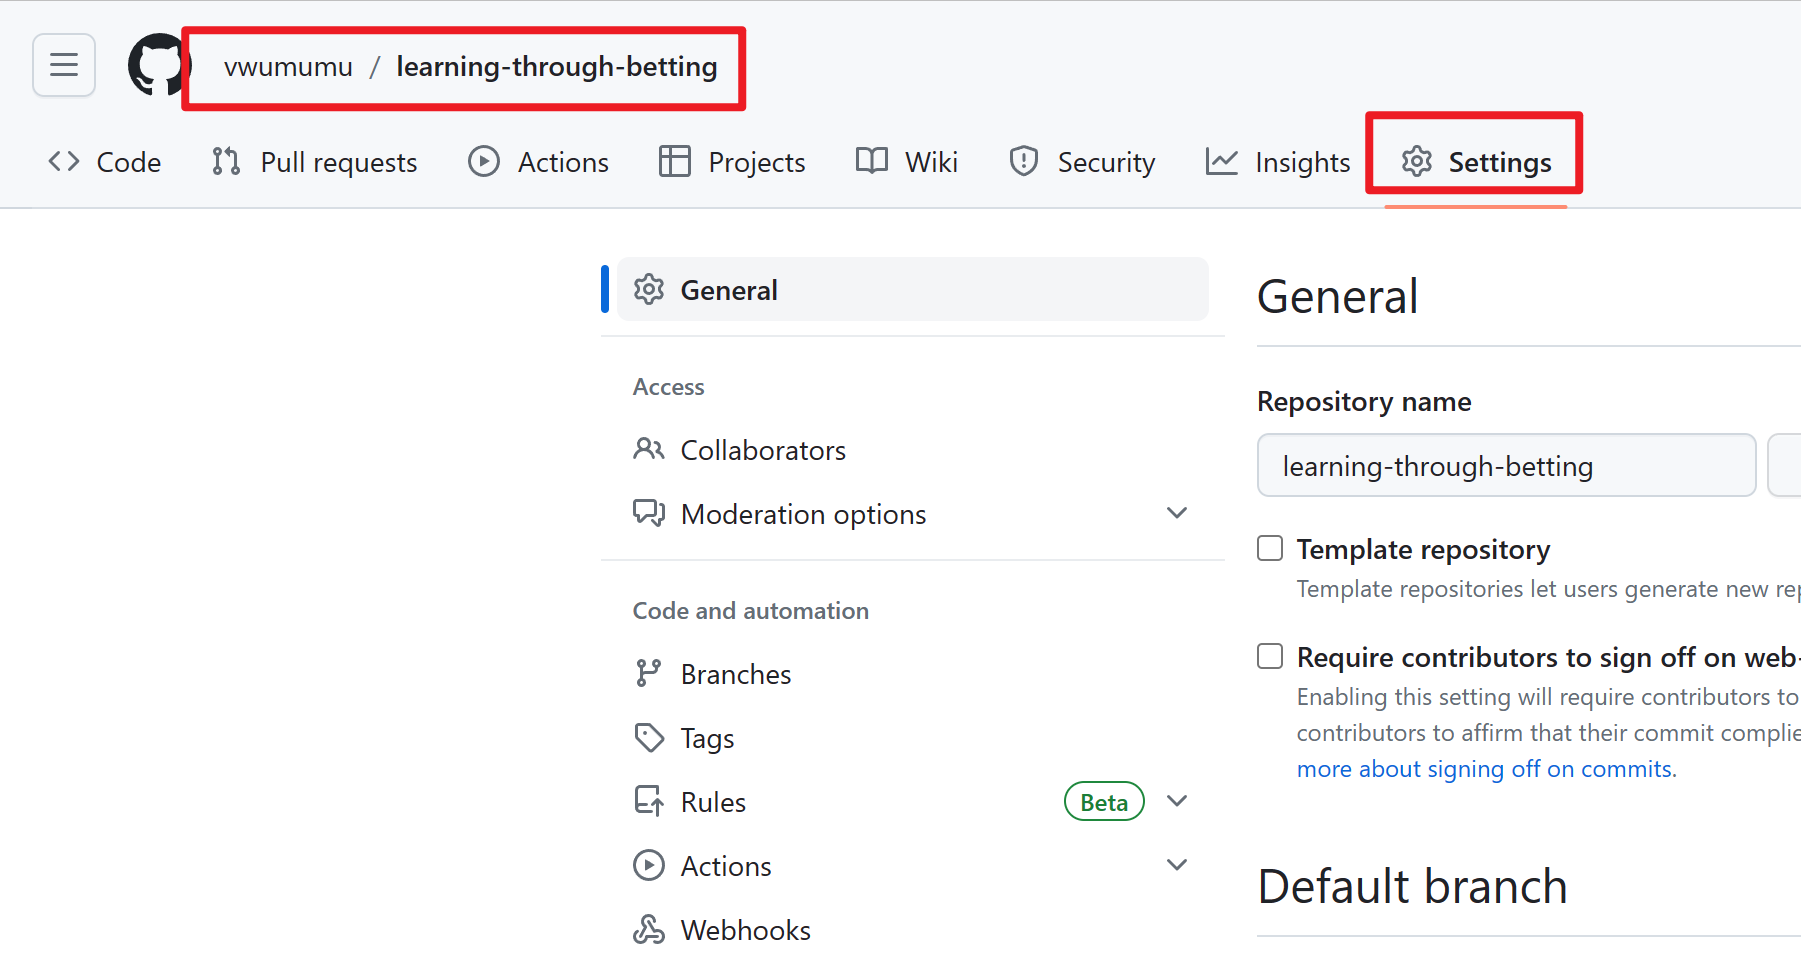 vwumumu / learning-through-betting
Code Pull requests Actions Projects Wiki Security Insights Settings
General
Access
Collaborators
Moderation options
Code and automation
Branches
Tags
Rules Beta
Actions
Webhooks
General
Repository name
learning-through-betting
Template repository
Template repositories let users generate new rep
Require contributors to sign off on web-
Enabling this setting will require contributors to
contributors to affirm that their commit complie
more about signing off on commits.
Default branch